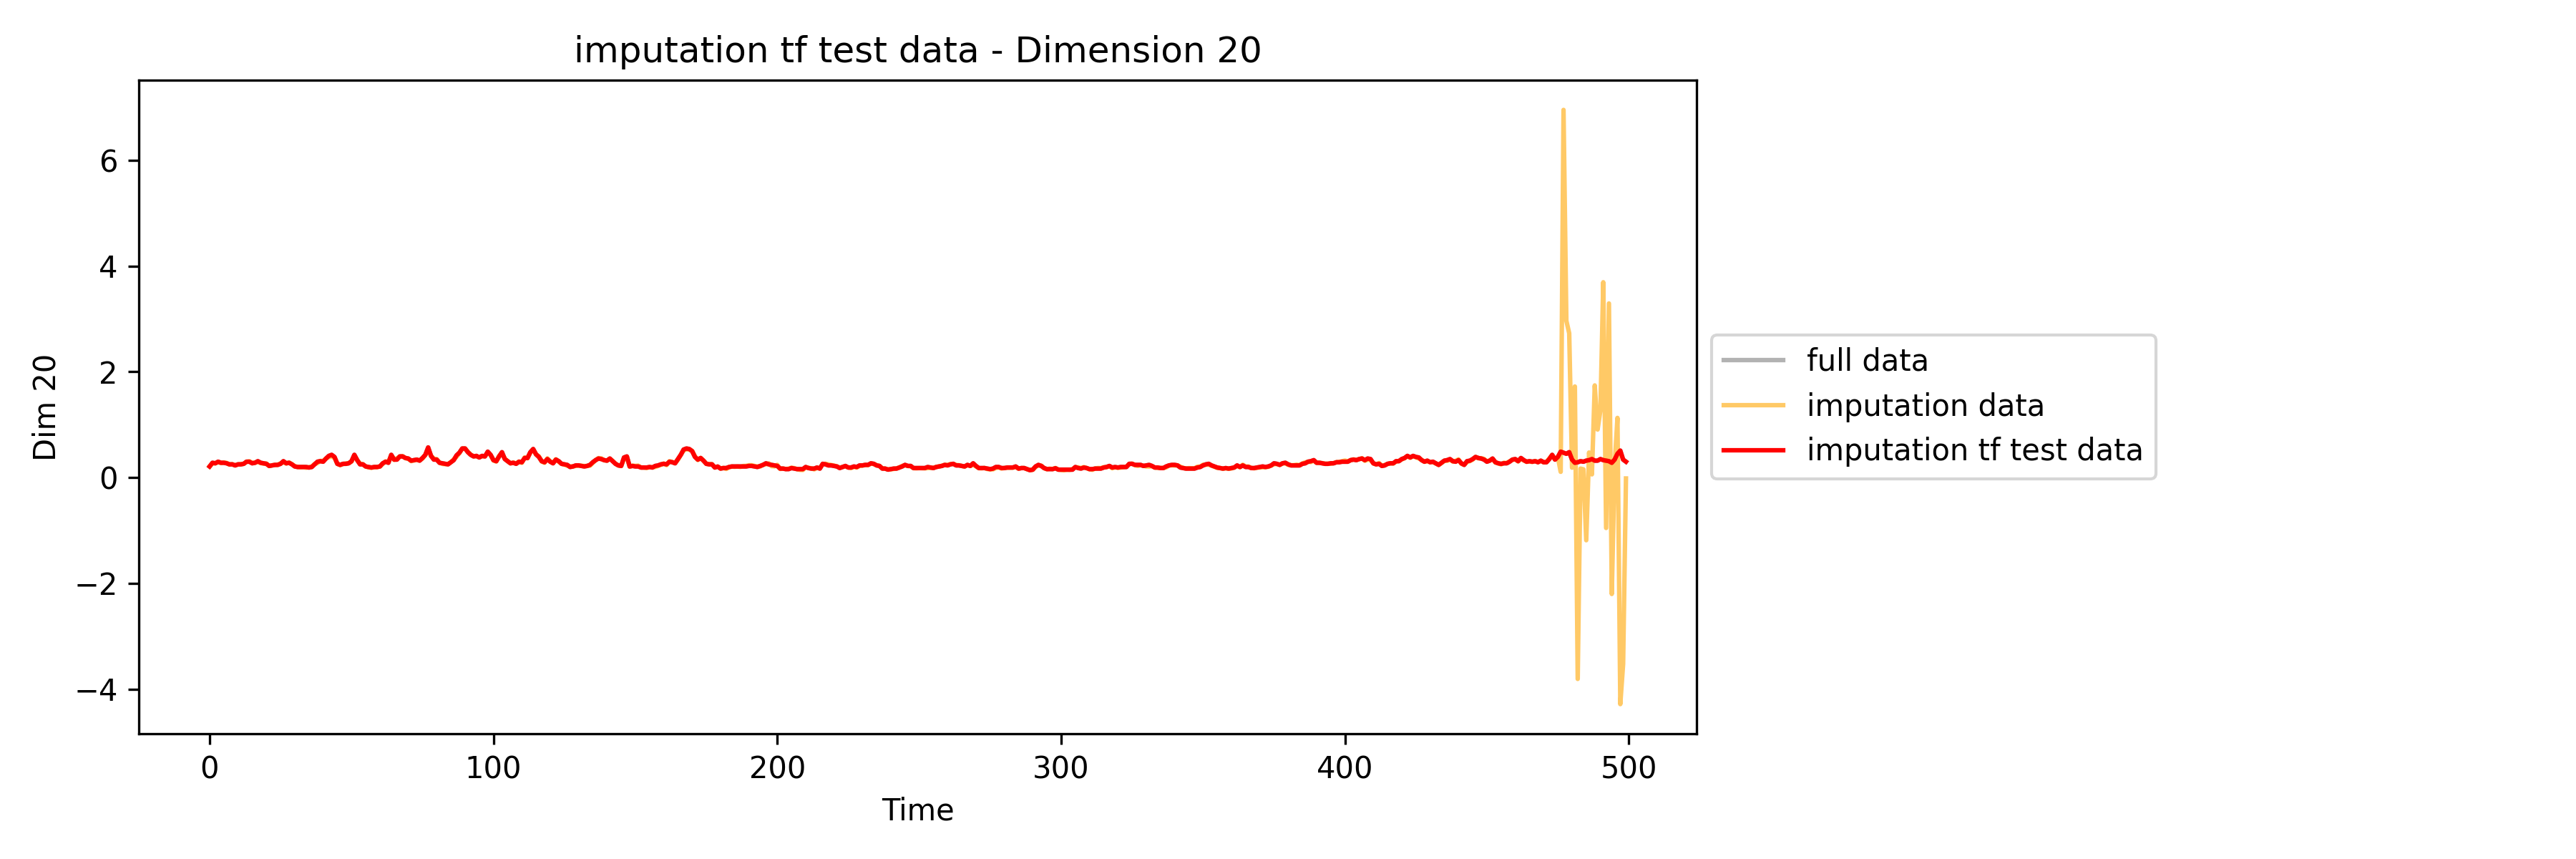 imputation tf test data - Dimension 20
Dim 20
6
4
2
0
−2
−4
0 100 200 300 400 500
Time
full data
imputation data
imputation tf test data